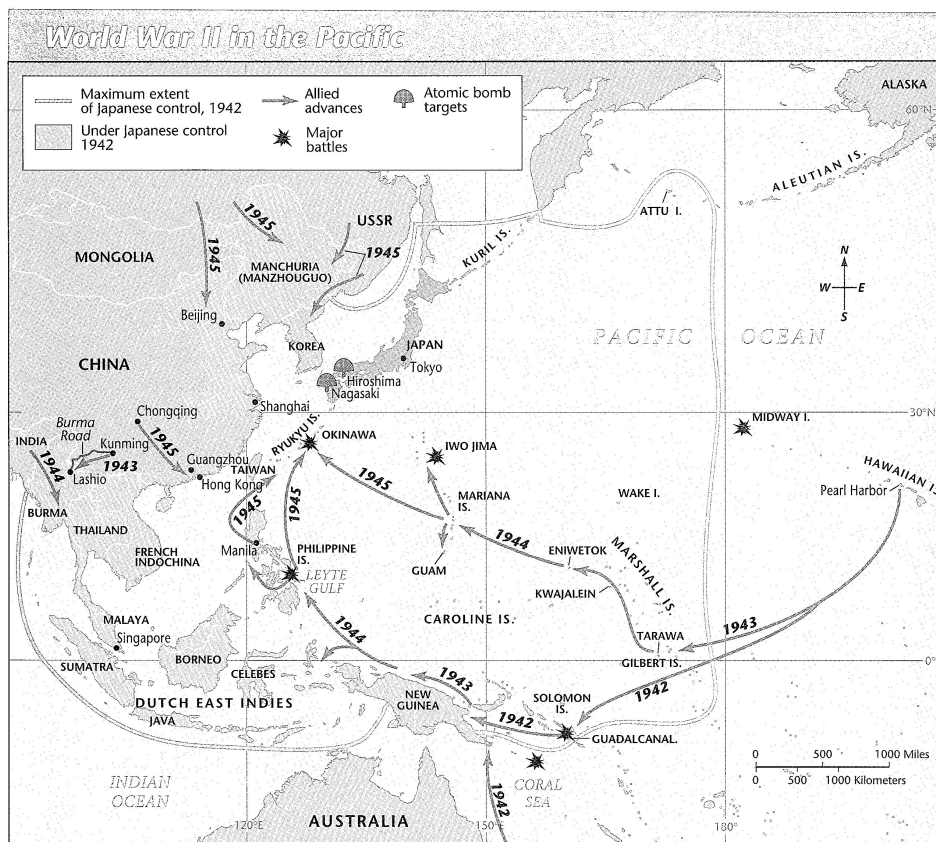 World War II in the Pacific
Maximum extent
of Japanese control, 1942
Under Japanese control
1942
Allied
advances
Major
battles
Atomic bomb
targets
ALASKA
60°N
ALEUTIAN IS.
ATTU I.
KURIL IS.
USSR
1945
1945
1945
MONGOLIA
MANCHURIA
(MANZHOUGUO)
N
W
E
S
Beijing
KOREA
JAPAN
Tokyo
PACIFIC OCEAN
CHINA
Hiroshima
Nagasaki
Shanghai
Chongqing
30°N
MIDWAY I.
Burma
Road
INDIA
Kunming
1945
1943
1944
Lashio
Guangzhou
Hong Kong
TAIWAN
RYUKYU IS.
OKINAWA
IWO JIMA
HAWAIIAN IS
Pearl Harbor
WAKE I.
MARIANA
IS.
1945
1945
1945
BURMA
THAILAND
FRENCH
INDOCHINA
Manila
PHILIPPINE
IS.
LEYTE
GULF
GUAM
1944
ENIWETOK
MARSHALL IS.
KWAJALEIN
CAROLINE IS.
MALAYA
Singapore
1944
TARAWA
GILBERT IS.
1943
0°
SUMATRA
BORNEO
CELEBES
1943
1942
DUTCH EAST INDIES
JAVA
NEW
GUINEA
SOLOMON
IS.
1942
GUADALCANAL.
0 500 1000 Miles
0 500 1000 Kilometers
INDIAN
OCEAN
CORAL
SEA
1942
AUSTRALIA
120°E
150°
180°